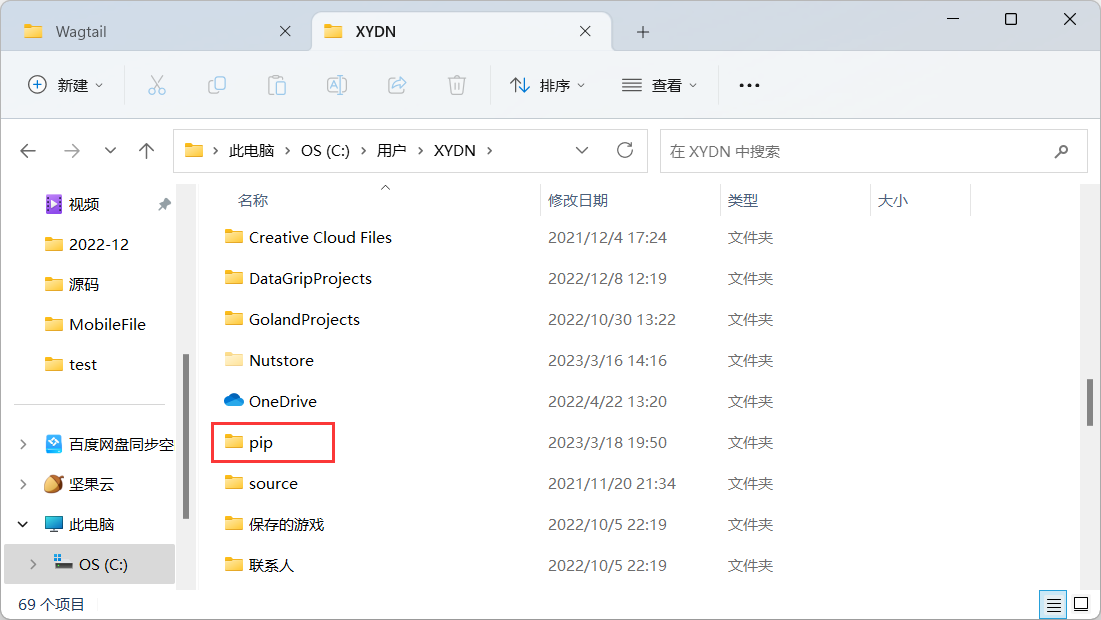 Wagtail
XYDN
新建
排序
查看
此电脑 OS (C:) 用户 XYDN
在 XYDN 中搜索
视频
2022-12
源码
MobileFile
test
百度网盘同步空
坚果云
此电脑
OS (C:)
名称 修改日期 类型 大小
Creative Cloud Files 2021/12/4 17:24 文件夹
DataGripProjects 2022/12/8 12:19 文件夹
GolandProjects 2022/10/30 13:22 文件夹
Nutstore 2023/3/16 14:16 文件夹
OneDrive 2022/4/22 13:20 文件夹
pip 2023/3/18 19:50 文件夹
source 2021/11/20 21:34 文件夹
保存的游戏 2022/10/5 22:19 文件夹
联系人 2022/10/5 22:19 文件夹
69 个项目